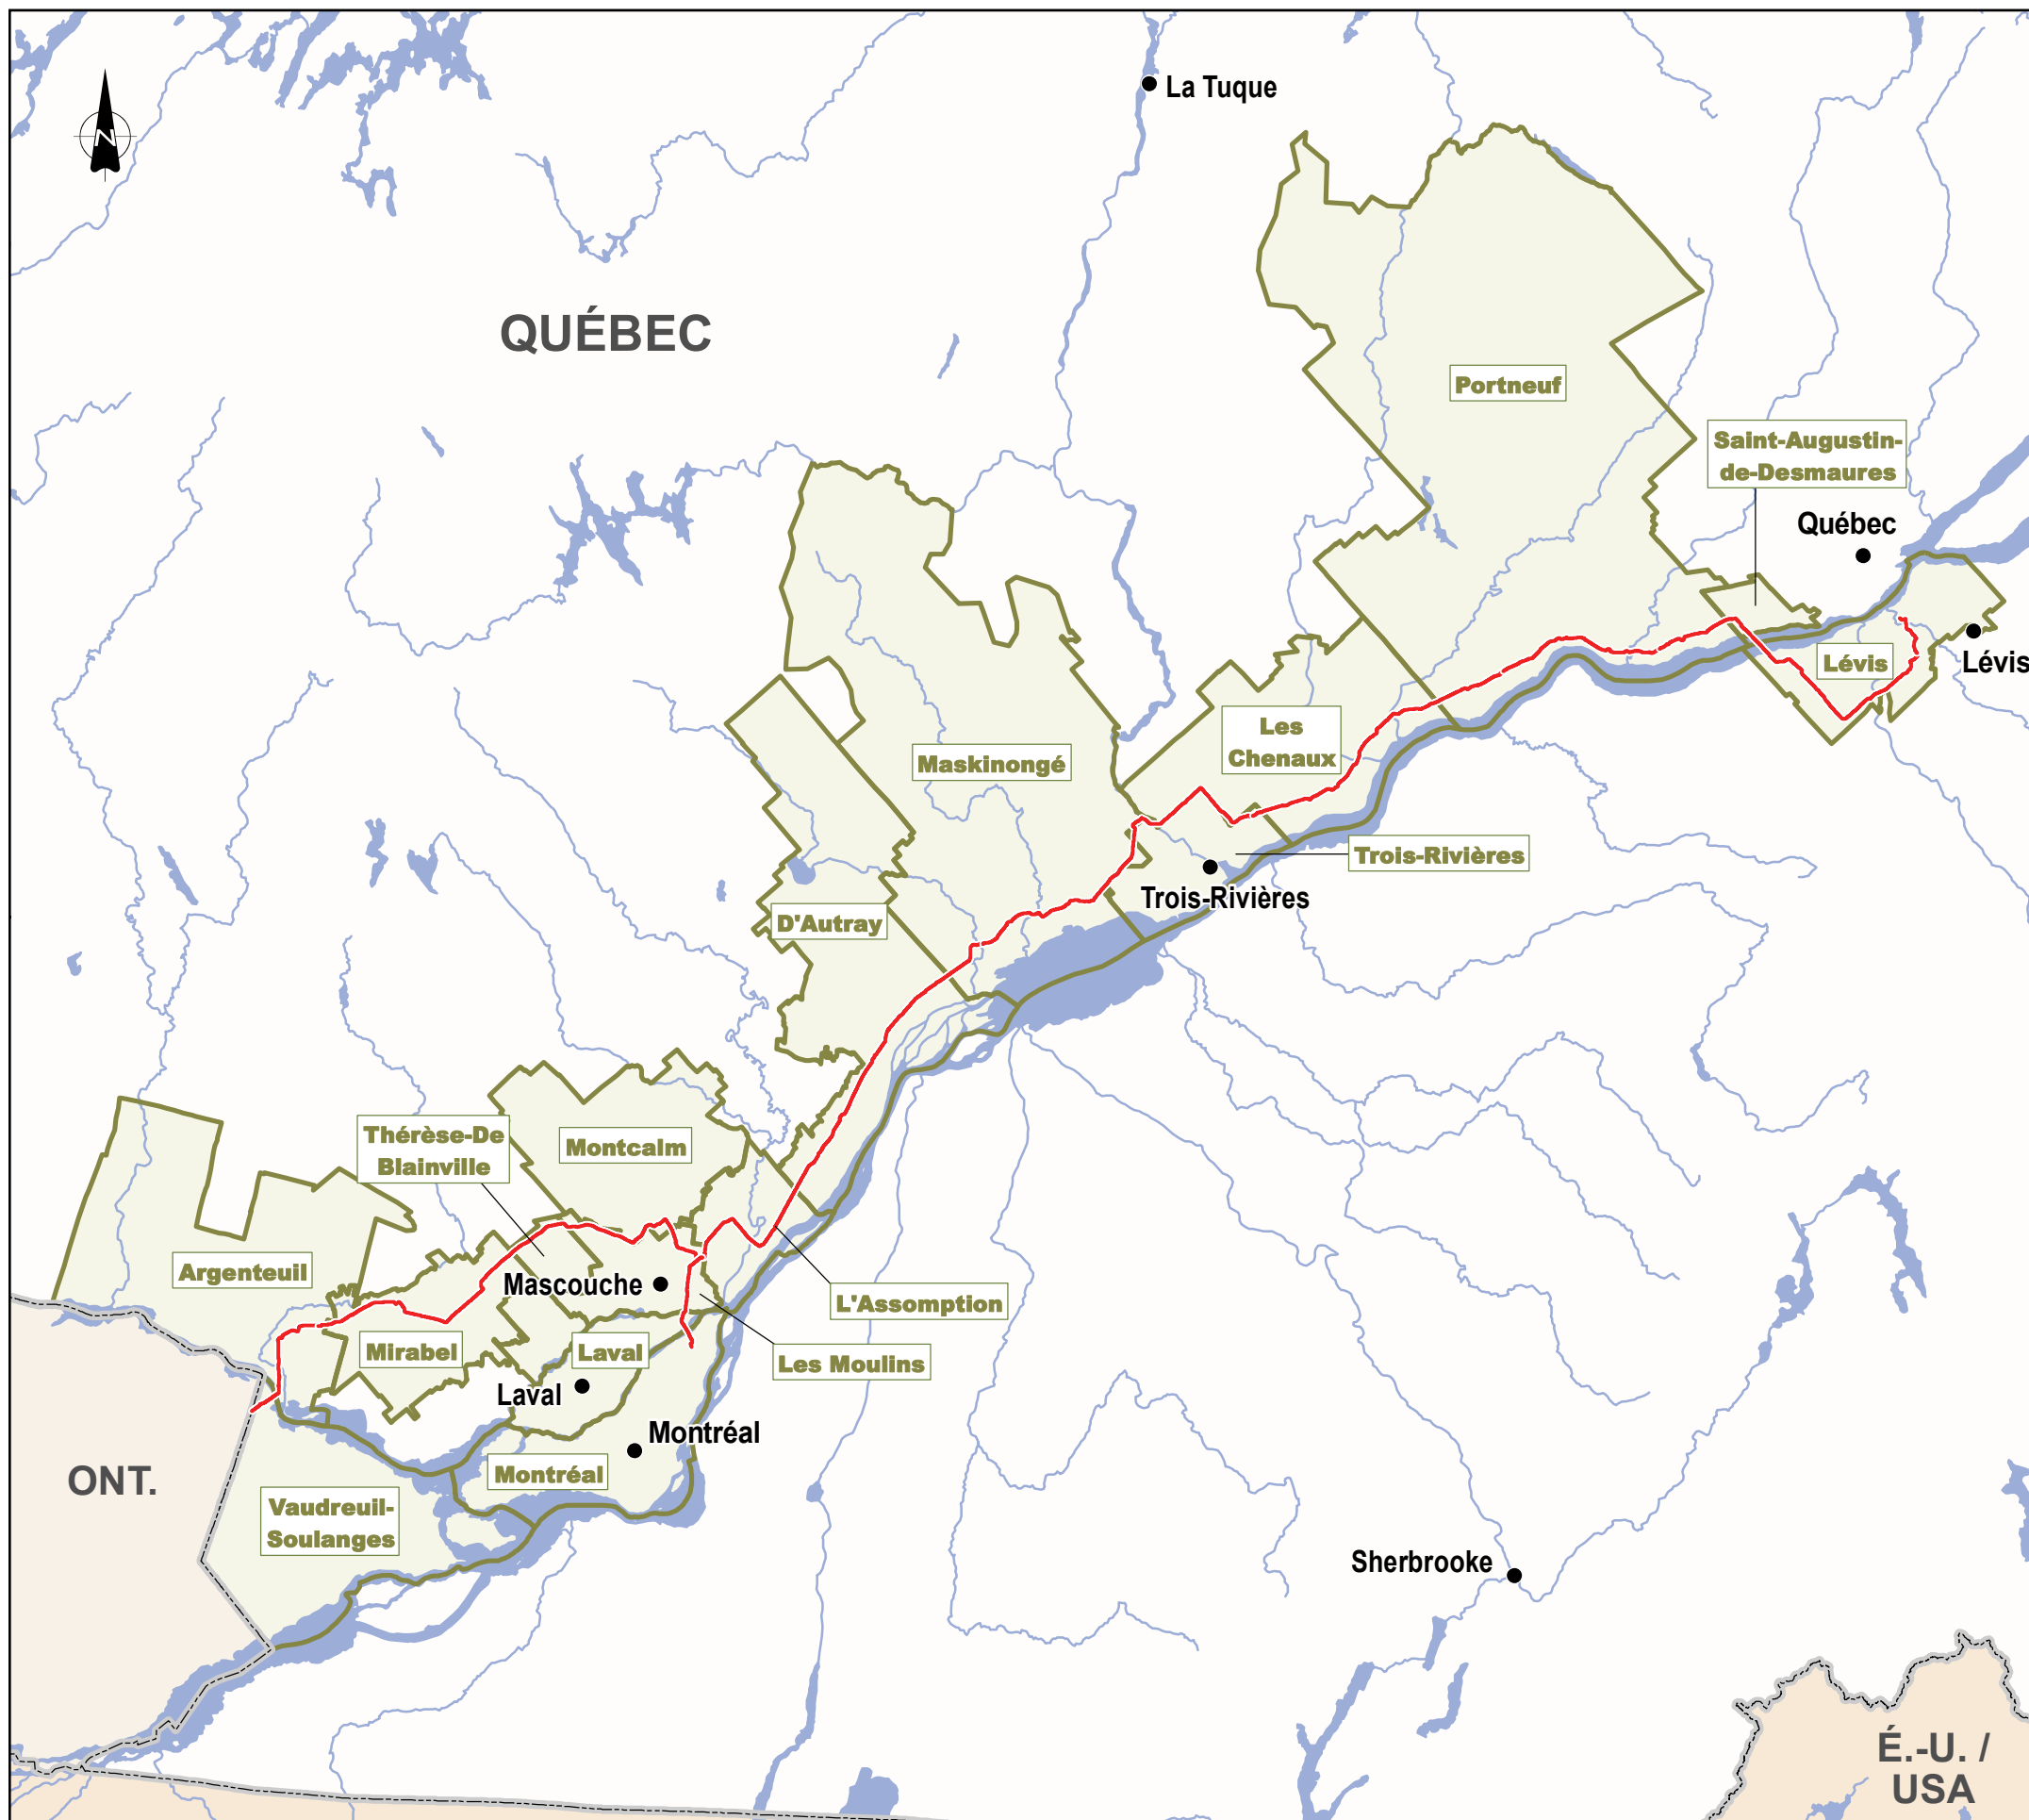 La Tuque
N
QUÉBEC
Portneuf
Saint-Augustin-
de-Desmaures
Québec
Lévis
Lévis
Les
Chenaux
Maskinongé
Trois-Rivières
Trois-Rivières
D'Autray
Thérèse-De
Blainville
Montcalm
Argenteuil
Mascouche
L'Assomption
Mirabel
Laval
Les Moulins
Laval
Montréal
ONT.
Montréal
Vaudreuil-
Soulanges
Sherbrooke
É.-U. /
USA